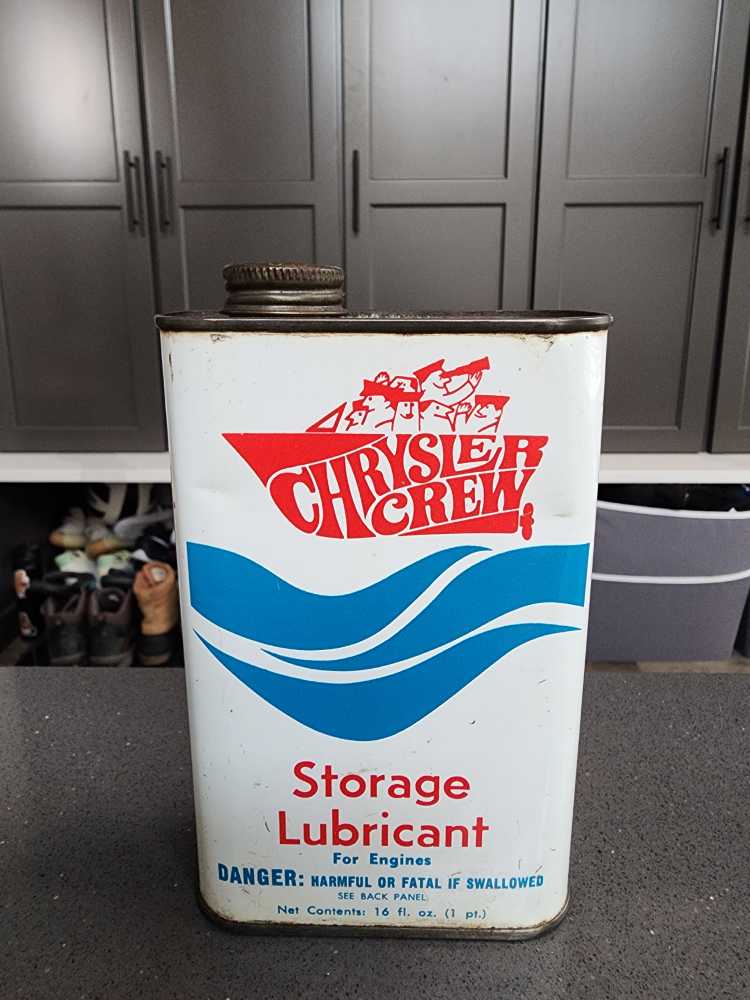 CHRYSLER
CREW
Storage
Lubricant
For Engines
DANGER: HARMFUL OR FATAL IF SWALLOWED
SEE BACK PANEL
Net Contents: 16 fl. oz. (1 pt.)